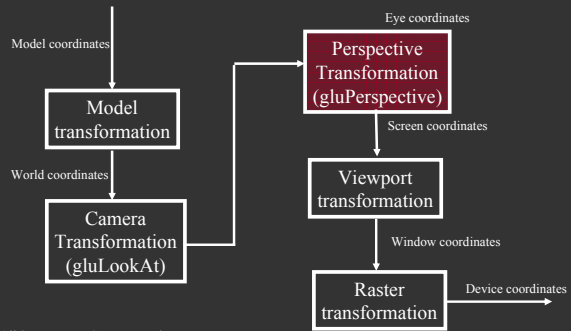 Model coordinates
Model
transformation
World coordinates
Camera
Transformation
(gluLookAt)
Eye coordinates
Perspective
Transformation
(gluPerspective)
Screen coordinates
Viewport
transformation
Window coordinates
Raster
transformation
Device coordinates